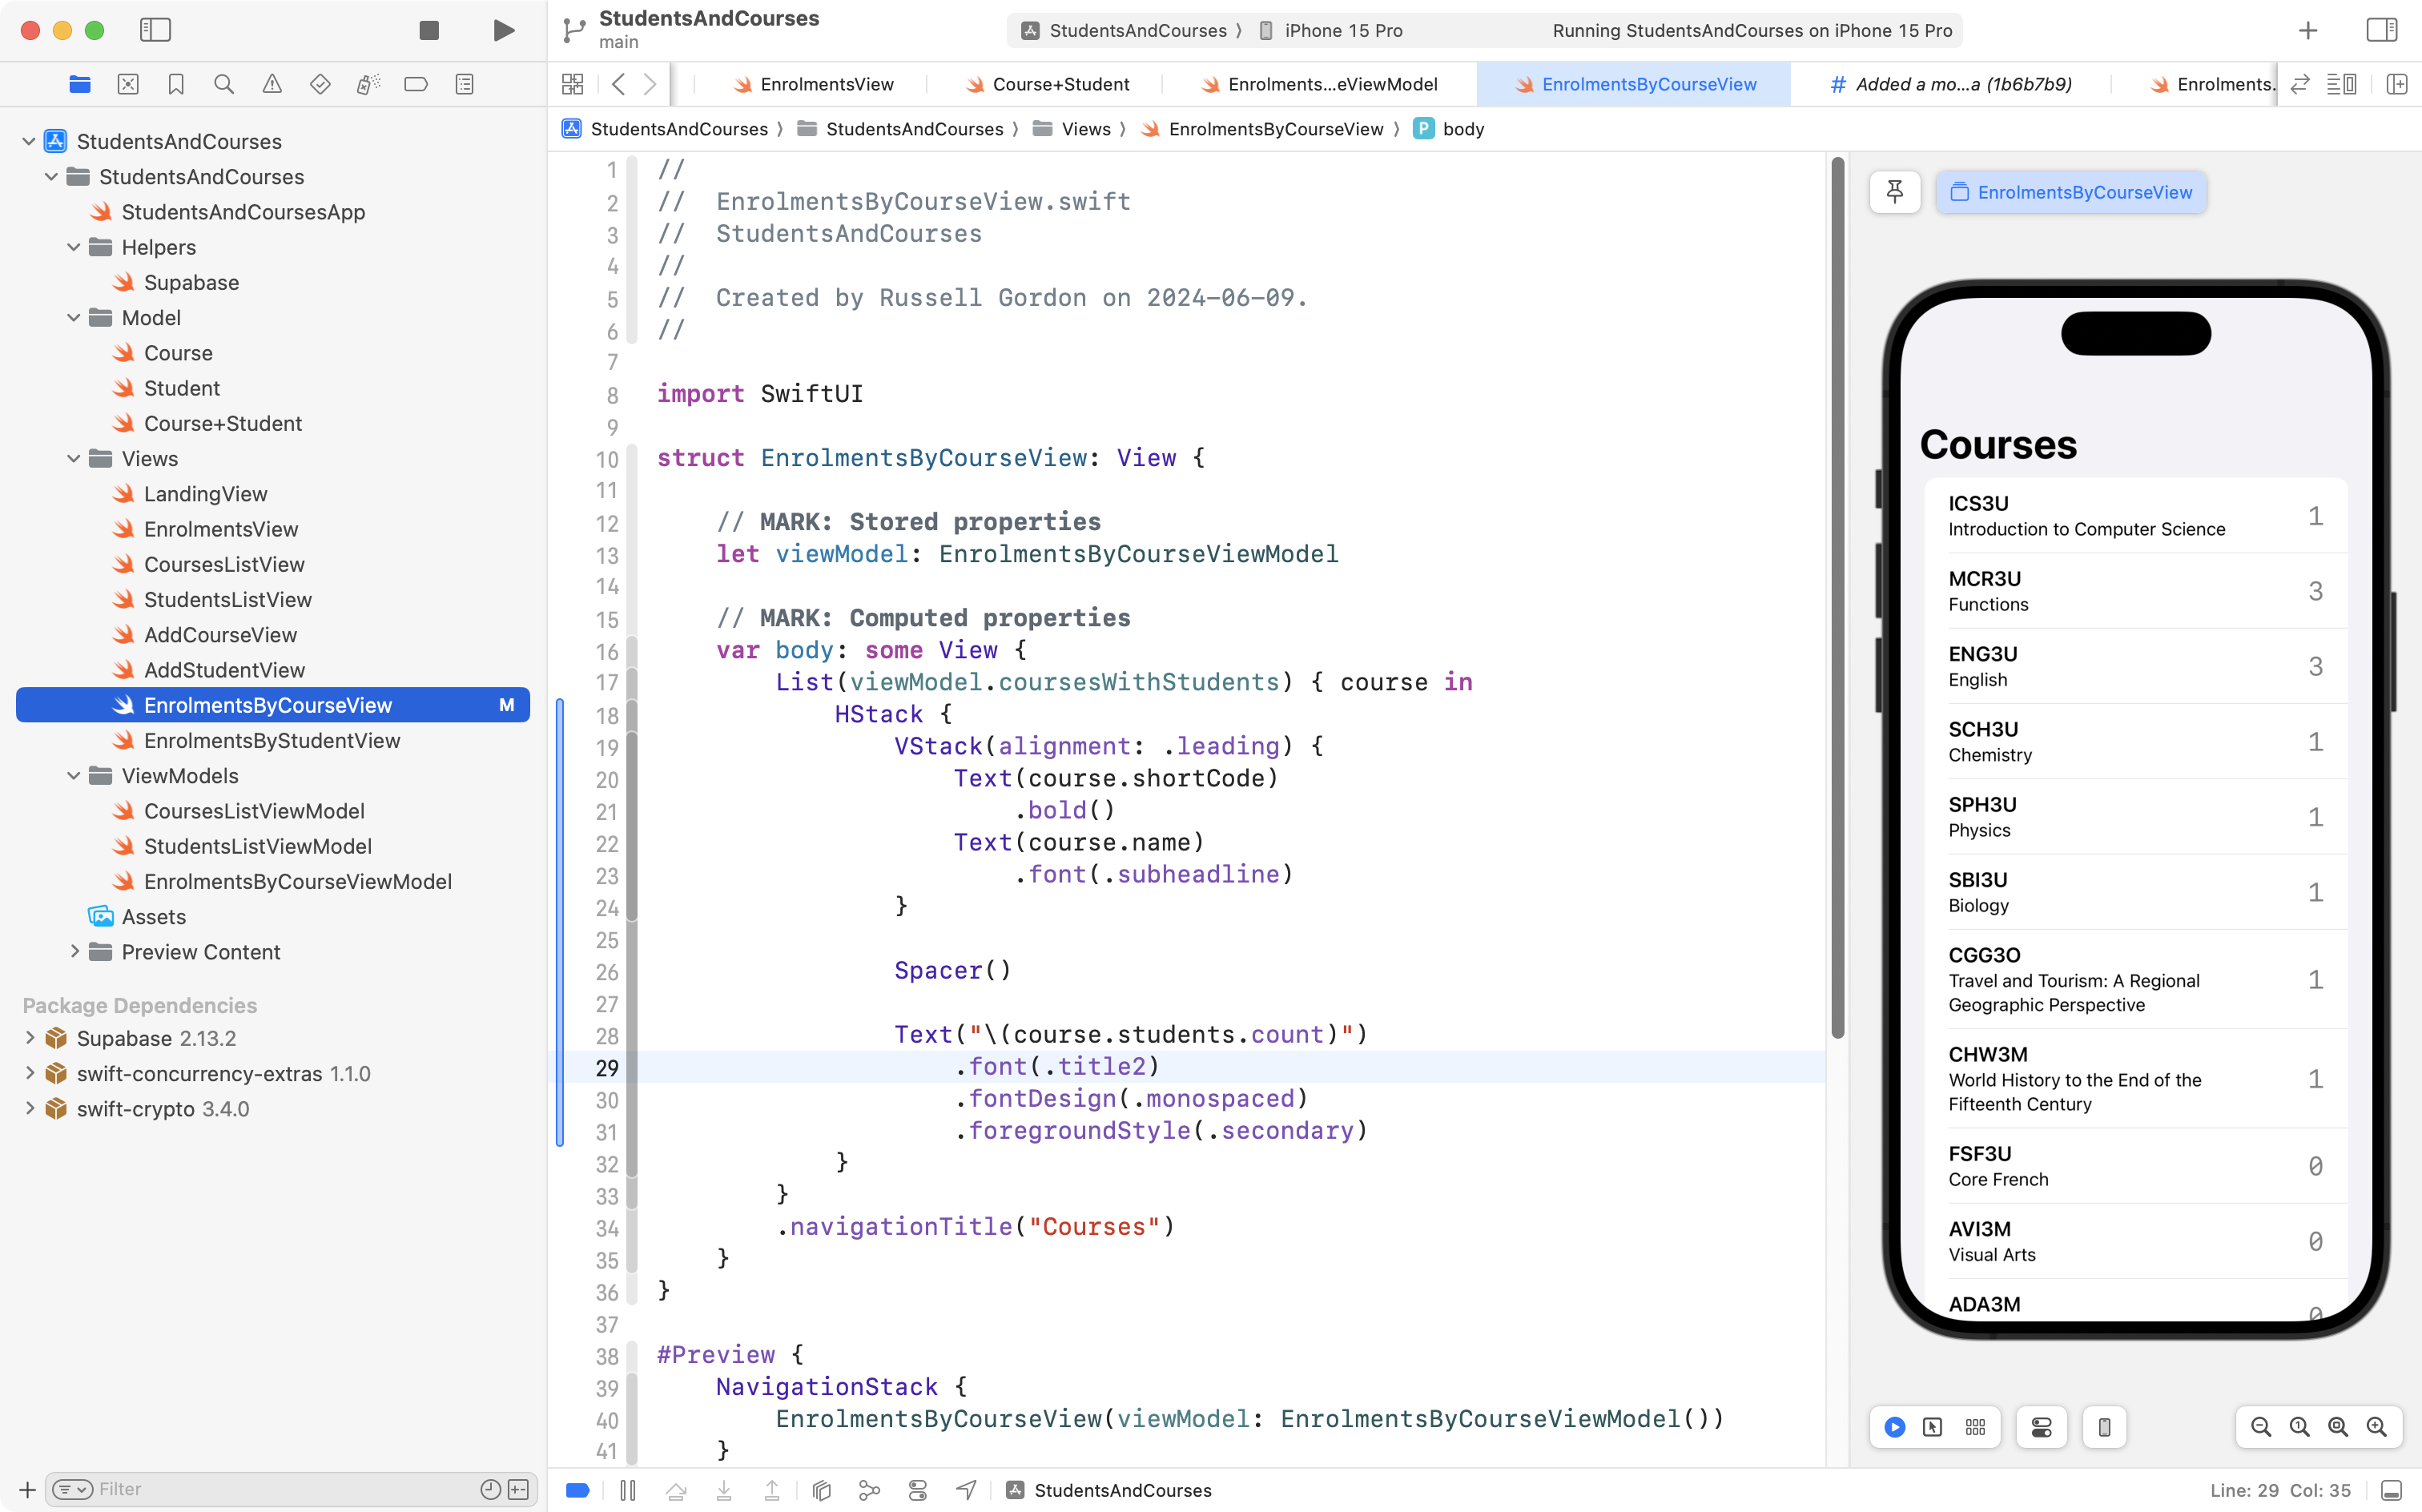 StudentsAndCourses
main
StudentsAndCourses 〉 iPhone 15 Pro
Running StudentsAndCourses on iPhone 15 Pro
EnrolmentsView
Course+Student
Enrolments...eViewModel
EnrolmentsByCourseView
# Added a mo...a (1b6b7b9)
Enrolments.
StudentsAndCourses 〉 StudentsAndCourses 〉 Views 〉 EnrolmentsByCourseView 〉 P body
StudentsAndCourses
StudentsAndCourses
StudentsAndCoursesApp
Helpers
Supabase
Model
Course
Student
Course+Student
Views
LandingView
EnrolmentsView
CoursesListView
StudentsListView
AddCourseView
AddStudentView
EnrolmentsByCourseView M
EnrolmentsByStudentView
ViewModels
CoursesListViewModel
StudentsListViewModel
EnrolmentsByCourseViewModel
Assets
Preview Content
Package Dependencies
Supabase 2.13.2
swift-concurrency-extras 1.1.0
swift-crypto 3.4.0
Filter
1 //
2 //  EnrolmentsByCourseView.swift
3 //  StudentsAndCourses
4 //
5 //  Created by Russell Gordon on 2024-06-09.
6 //
7
8 import SwiftUI
9
10 struct EnrolmentsByCourseView: View {
11
12     // MARK: Stored properties
13     let viewModel: EnrolmentsByCourseViewModel
14
15     // MARK: Computed properties
16     var body: some View {
17         List(viewModel.coursesWithStudents) { course in
18             HStack {
19                 VStack(alignment: .leading) {
20                     Text(course.shortCode)
21                         .bold()
22                     Text(course.name)
23                         .font(.subheadline)
24                 }
25
26                 Spacer()
27
28                 Text("\(course.students.count)")
29                     .font(.title2)
30                     .fontDesign(.monospaced)
31                     .foregroundStyle(.secondary)
32             }
33         }
34         .navigationTitle("Courses")
35     }
36 }
37
38 #Preview {
39     NavigationStack {
40         EnrolmentsByCourseView(viewModel: EnrolmentsByCourseViewModel())
41     }
EnrolmentsByCourseView
Courses
ICS3U
Introduction to Computer Science
1
MCR3U
Functions
3
ENG3U
English
3
SCH3U
Chemistry
1
SPH3U
Physics
1
SBI3U
Biology
1
CGG3O
Travel and Tourism: A Regional
Geographic Perspective
1
CHW3M
World History to the End of the
Fifteenth Century
1
FSF3U
Core French
0
AVI3M
Visual Arts
0
ADA3M
0
StudentsAndCourses
Line: 29 Col: 35